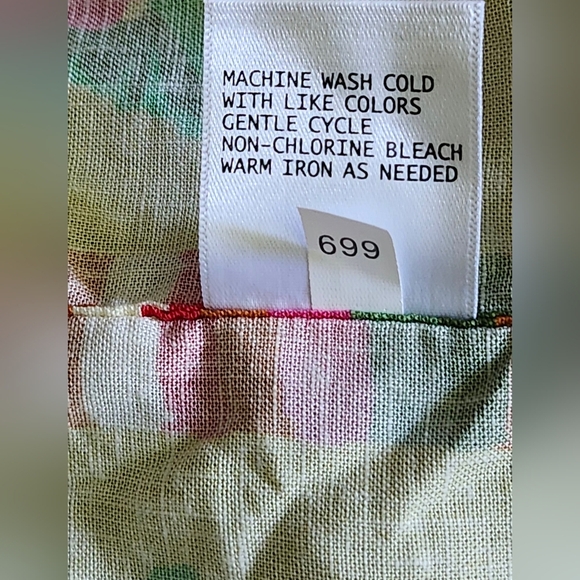 MACHINE WASH COLD
WITH LIKE COLORS
GENTLE CYCLE
NON-CHLORINE BLEACH
WARM IRON AS NEEDED
699